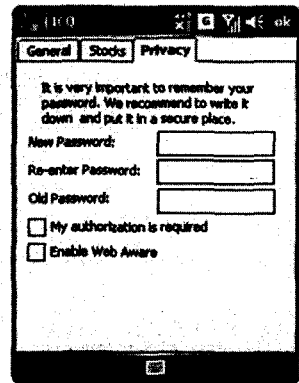 G ok
General Stocks Privacy
It is very important to remember your
password. We recommend to write it
down and put it in a secure place.
New Password:
Re-enter Password:
Old Password:
My authorization is required
Enable Web Aware